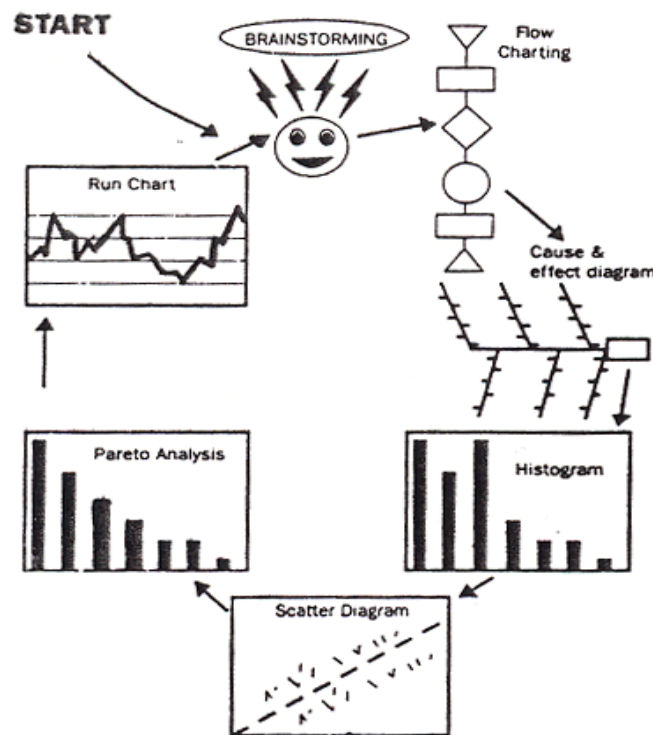 START
BRAINSTORMING
Flow
Charting
Run Chart
Cause &
effect diagram
Pareto Analysis
Histogram
Scatter Diagram